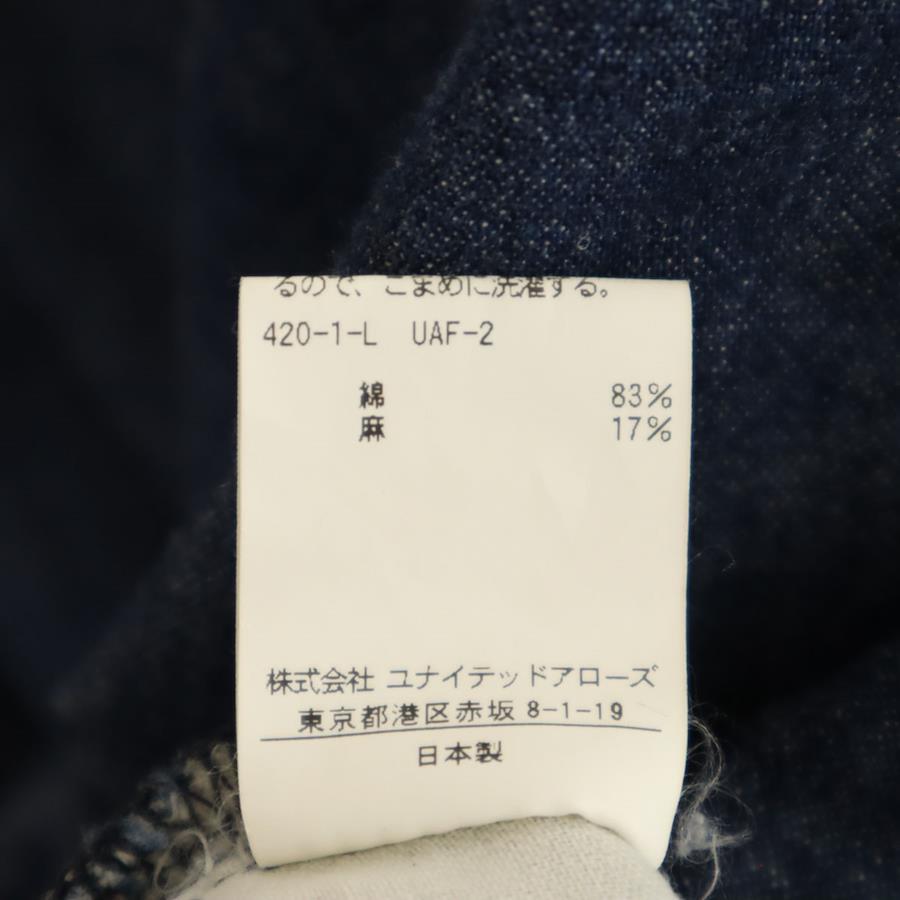 るので、こまめに洗濯する。
420-1-L UAF-2
綿 83%
麻 17%
株式会社 ユナイテッドアローズ
東京都港区赤坂 8-1-19
日本製